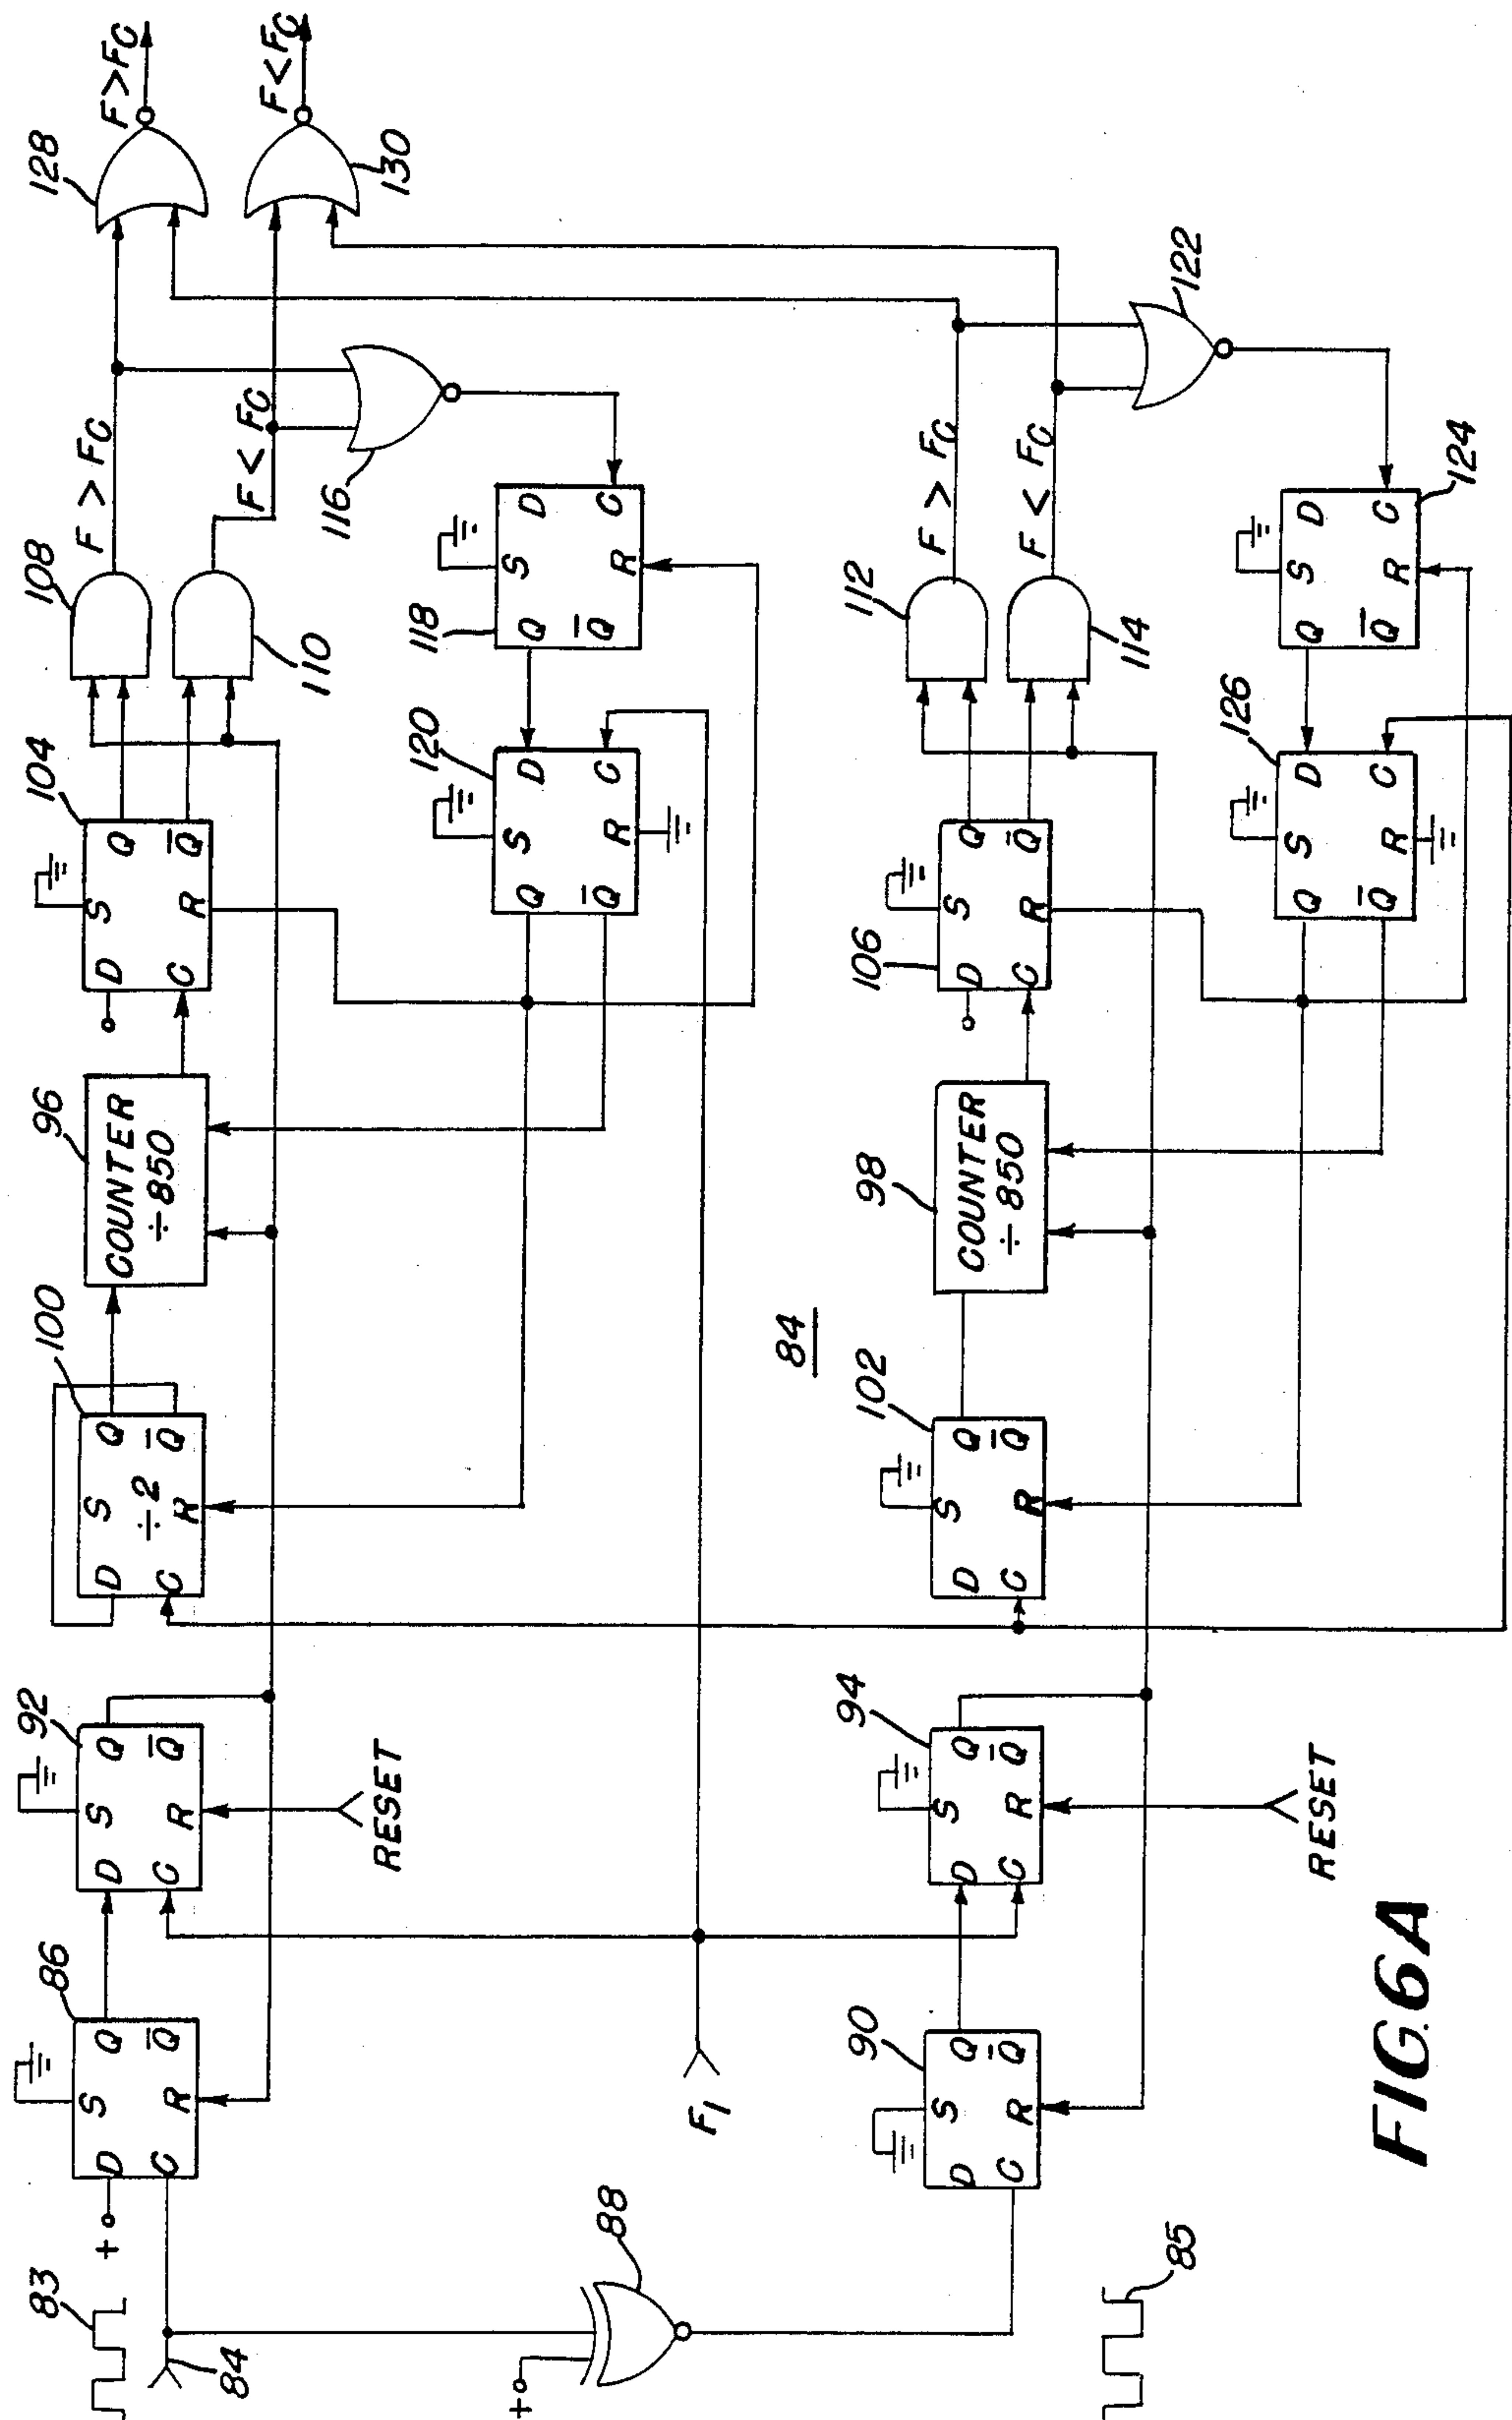 83
+
84
D
S
Q
Q̅
C
R
86
D
S
Q
Q̅
C
R
92
RESET
D
S
Q
÷2
Q̅
C
R
100
COUNTER
÷850
96
D
S
Q
Q̅
C
R
104
108
110
F > FC
F < FC
116
128
F>FC
130
F<FC
Q
S
D
Q̅
R
C
118
Q
S
D
Q̅
R
C
120
F1
+
88
84
85
D
S
Q
Q̅
C
R
90
D
S
Q
Q̅
C
R
94
RESET
D
S
Q
Q̅
C
R
102
COUNTER
÷850
98
D
S
Q
Q̅
C
R
106
112
114
F > FC
F < FC
122
Q
S
D
Q̅
R
C
124
Q
S
D
Q̅
R
C
126
FIG. 6A